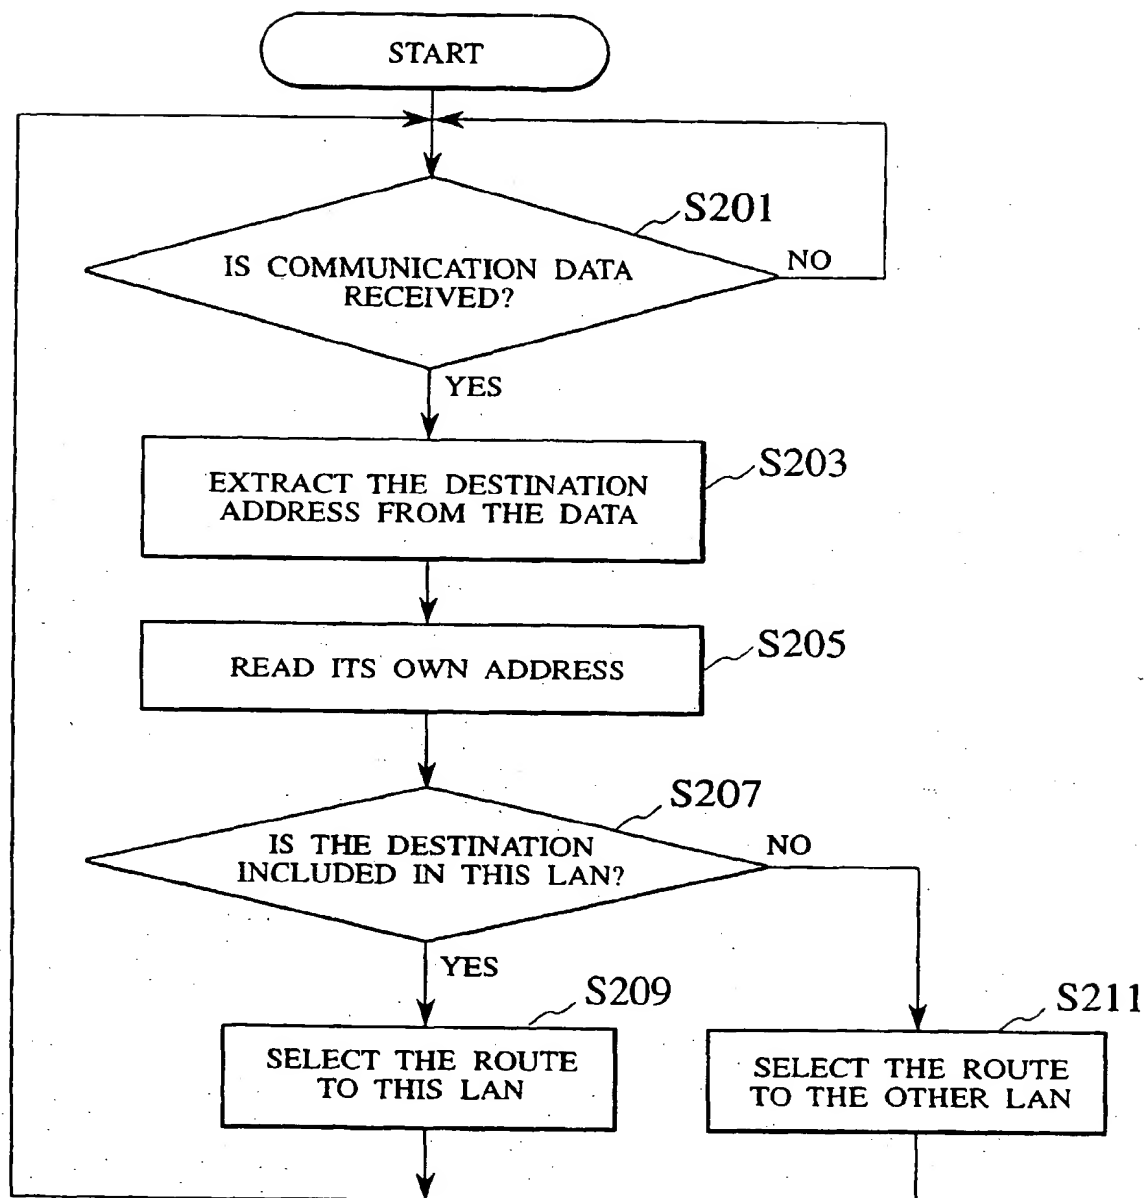 START
S201
IS COMMUNICATION DATA
RECEIVED?
NO
YES
S203
EXTRACT THE DESTINATION
ADDRESS FROM THE DATA
S205
READ ITS OWN ADDRESS
S207
IS THE DESTINATION
INCLUDED IN THIS LAN?
NO
YES
S209
SELECT THE ROUTE
TO THIS LAN
S211
SELECT THE ROUTE
TO THE OTHER LAN